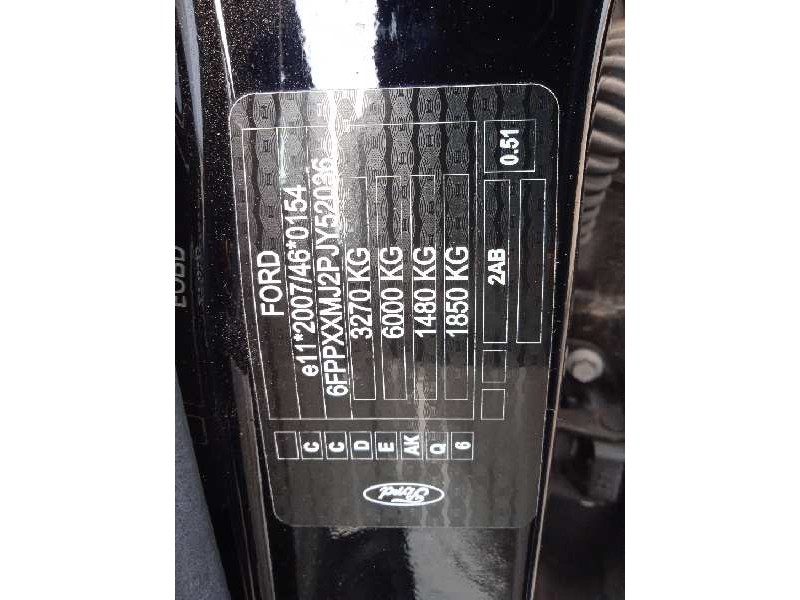 FORD
e11*2007/46*0154
6FPPXXMJ2PJY52036
3270 KG
6000 KG
1480 KG
1850 KG
2AB
0.51
C
C
D
E
AK
Q
6
Ford